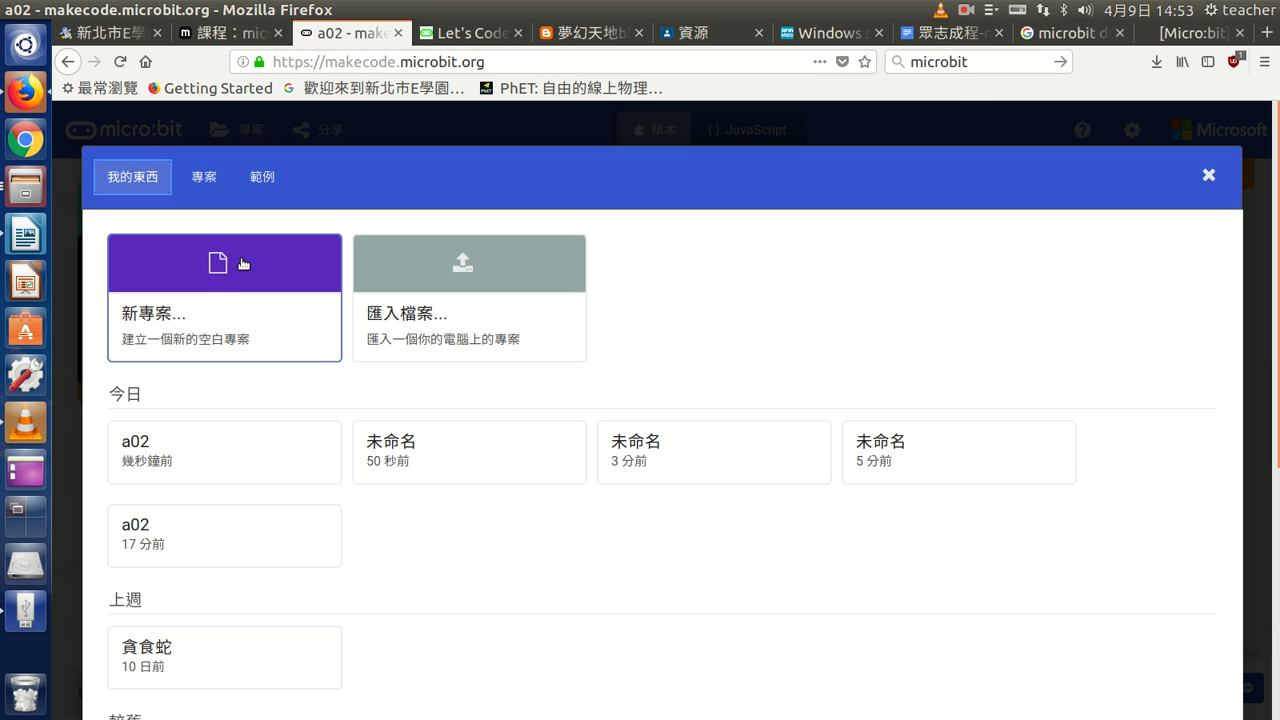 a02 - makecode.microbit.org - Mozilla Firefox
4月9日 14:53 teacher
新北市E學 × 課程：mic × a02 - make × Let's Code × 夢幻天地b × 資源 × Windows s × 眾志成程-n × microbit d × [Micro:bit] ×
https://makecode.microbit.org
microbit
最常瀏覽 Getting Started 歡迎來到新北市E學園… PhET: 自由的線上物理…
micro:bit 專案 分享 積木 { } JavaScript Microsoft
我的東西 專案 範例
新專案...
建立一個新的空白專案
匯入檔案...
匯入一個你的電腦上的專案
今日
a02
幾秒鐘前
未命名
50 秒前
未命名
3 分前
未命名
5 分前
a02
17 分前
上週
貪食蛇
10 日前